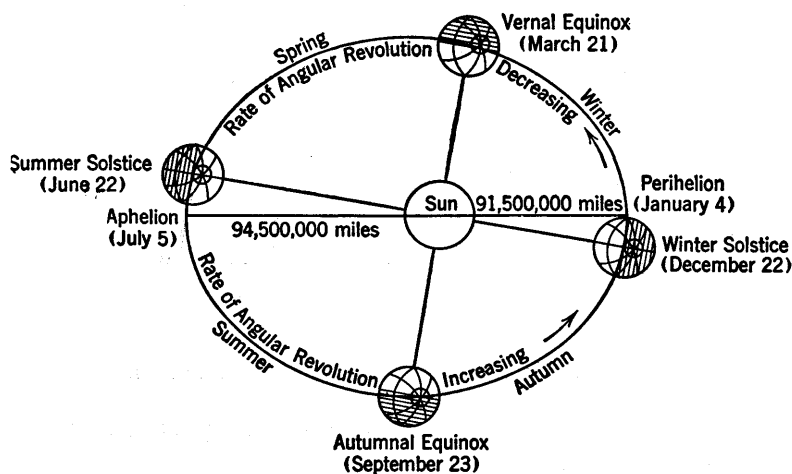 Vernal Equinox
(March 21)
Spring
Rate of Angular Revolution
Decreasing
Winter
Summer Solstice
(June 22)
Sun
91,500,000 miles
Perihelion
(January 4)
Aphelion
(July 5)
94,500,000 miles
Winter Solstice
(December 22)
Rate of Angular Revolution
Summer
Increasing
Autumn
Autumnal Equinox
(September 23)